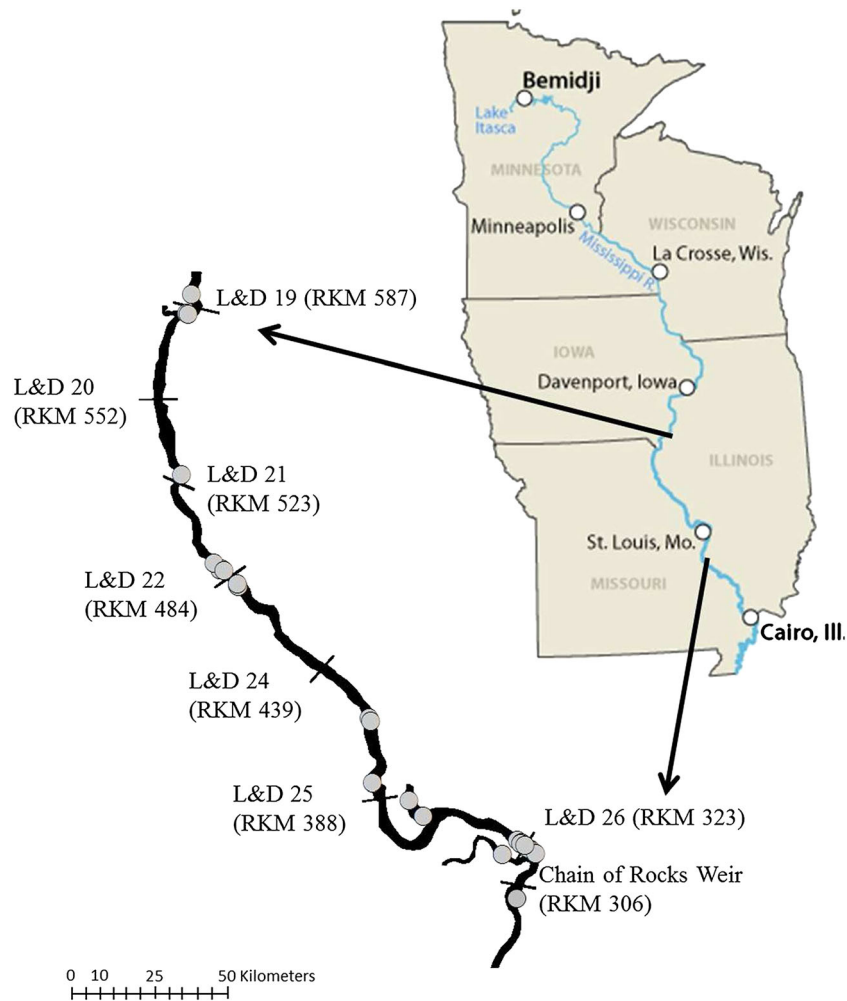 Bemidji
Lake
Itasca
MINNESOTA
Minneapolis
WISCONSIN
Mississippi R.
La Crosse, Wis.
L&D 19 (RKM 587)
IOWA
Davenport, Iowa
L&D 20
(RKM 552)
ILLINOIS
L&D 21
(RKM 523)
St. Louis, Mo.
MISSOURI
L&D 22
(RKM 484)
Cairo, Ill.
L&D 24
(RKM 439)
L&D 25
(RKM 388)
L&D 26 (RKM 323)
Chain of Rocks Weir
(RKM 306)
0 10 25 50 Kilometers